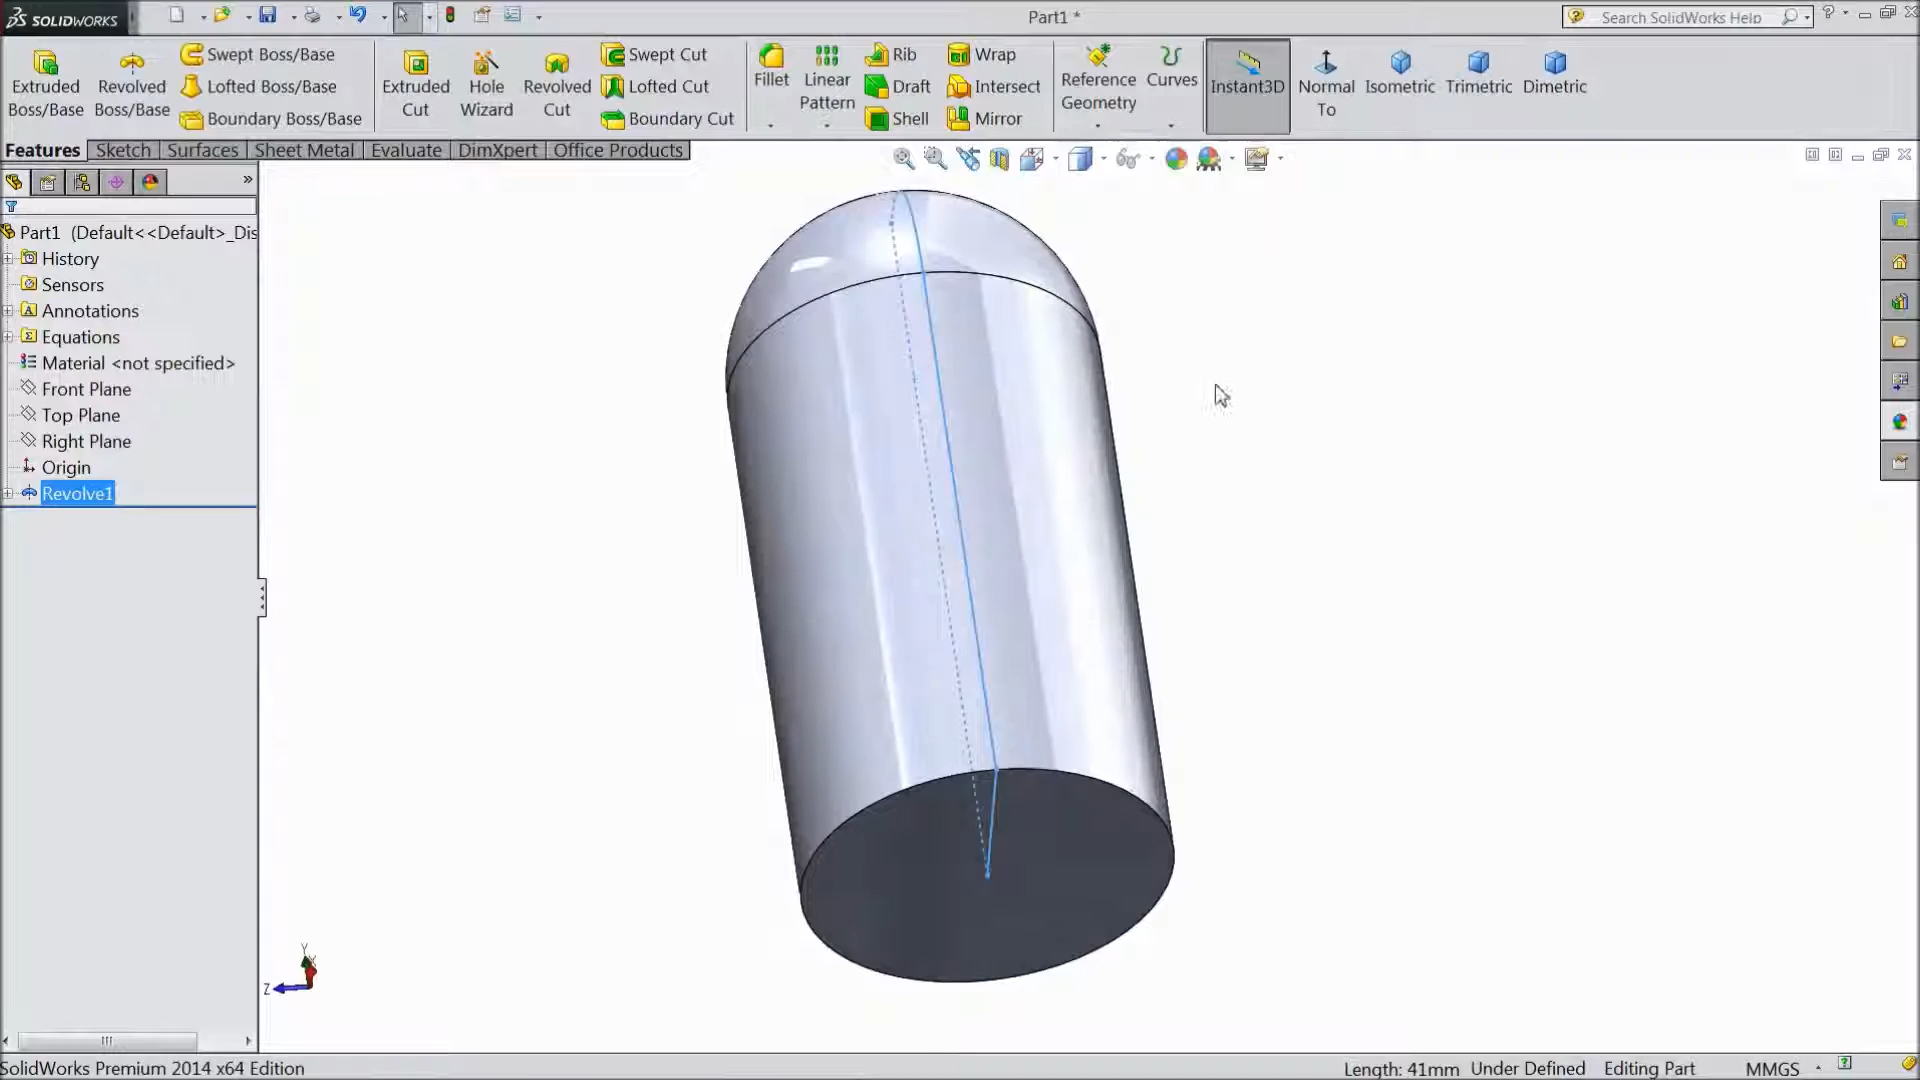 SOLIDWORKS
Part1 *
Search SolidWorks Help
Extruded Boss/Base
Revolved Boss/Base
Swept Boss/Base
Lofted Boss/Base
Boundary Boss/Base
Extruded Cut
Hole Wizard
Revolved Cut
Swept Cut
Lofted Cut
Boundary Cut
Fillet
Linear Pattern
Rib
Draft
Shell
Wrap
Intersect
Mirror
Reference Geometry
Curves
Instant3D
Normal To
Isometric
Trimetric
Dimetric
Features
Sketch
Surfaces
Sheet Metal
Evaluate
DimXpert
Office Products
Part1 (Default<<Default>_Dis
History
Sensors
Annotations
Equations
Material <not specified>
Front Plane
Top Plane
Right Plane
Origin
Revolve1
Y
Z
SolidWorks Premium 2014 x64 Edition
Length: 41mm
Under Defined
Editing Part
MMGS